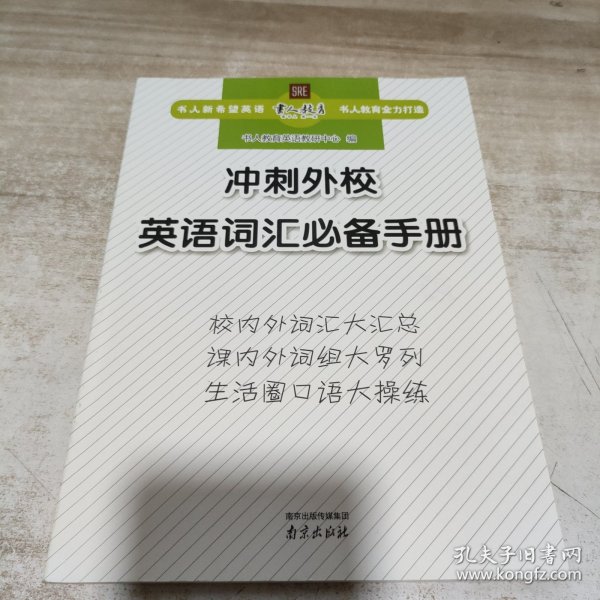 SRE
书人新希望英语 书人教育 书人教育全力打造
书人教育英语教研中心 编
冲刺外校
英语词汇必备手册
校内外词汇大汇总
课内外词组大罗列
生活圈口语大操练
南京出版传媒集团
南京出版社
孔夫子旧书网
www.kongfz.com